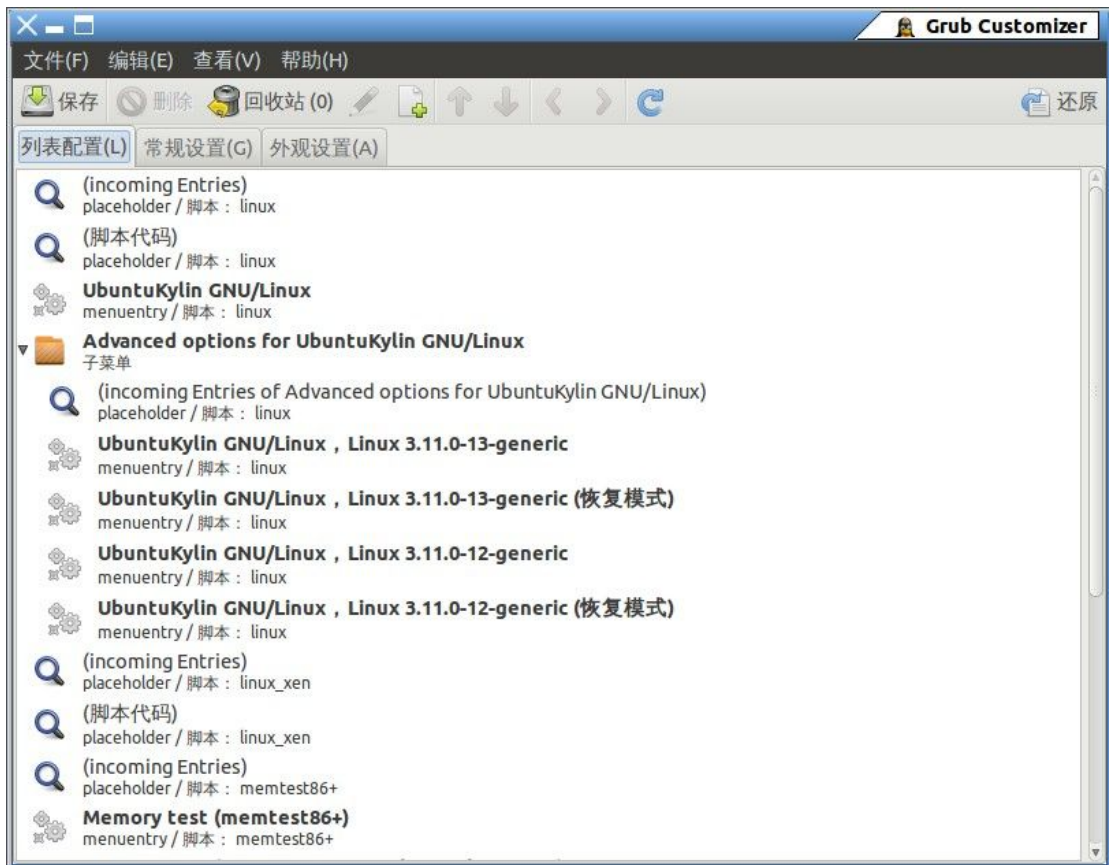 Grub Customizer
文件(F) 编辑(E) 查看(V) 帮助(H)
保存 删除 回收站 (0) 还原
列表配置(L) 常规设置(G) 外观设置(A)
(incoming Entries)
placeholder / 脚本： linux
(脚本代码)
placeholder / 脚本： linux
UbuntuKylin GNU/Linux
menuentry / 脚本： linux
Advanced options for UbuntuKylin GNU/Linux
子菜单
(incoming Entries of Advanced options for UbuntuKylin GNU/Linux)
placeholder / 脚本： linux
UbuntuKylin GNU/Linux，Linux 3.11.0-13-generic
menuentry / 脚本： linux
UbuntuKylin GNU/Linux，Linux 3.11.0-13-generic (恢复模式)
menuentry / 脚本： linux
UbuntuKylin GNU/Linux，Linux 3.11.0-12-generic
menuentry / 脚本： linux
UbuntuKylin GNU/Linux，Linux 3.11.0-12-generic (恢复模式)
menuentry / 脚本： linux
(incoming Entries)
placeholder / 脚本： linux_xen
(脚本代码)
placeholder / 脚本： linux_xen
(incoming Entries)
placeholder / 脚本： memtest86+
Memory test (memtest86+)
menuentry / 脚本： memtest86+